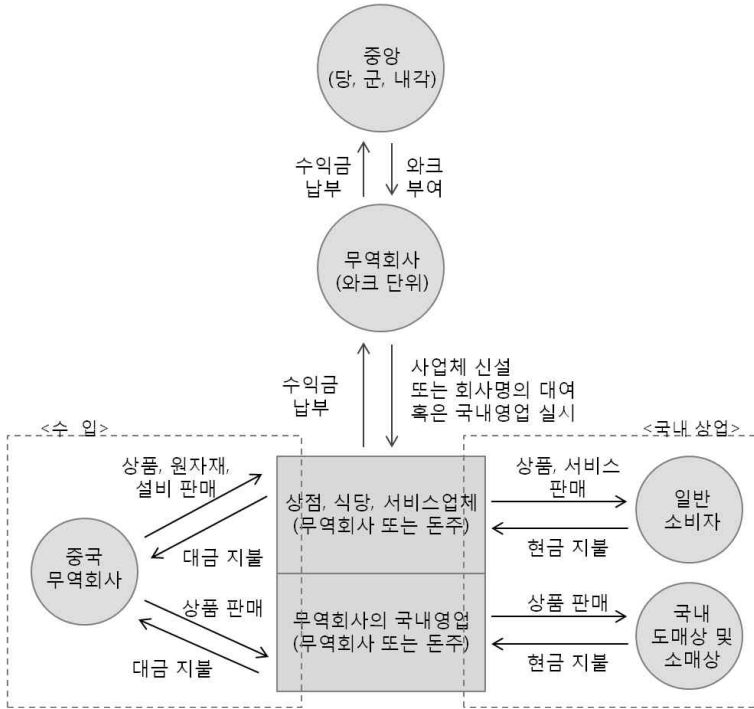 중앙
(당, 군, 내각)
수익금
납부
와크
부여
무역회사
(와크 단위)
수익금
납부
사업체 신설
또는 회사명의 대여
혹은 국내영업 실시
<수 입>
<국내 상업>
상품, 원자재,
설비 판매
상점, 식당, 서비스업체
(무역회사 또는 돈주)
상품, 서비스
판매
일반
소비자
중국
무역회사
대금 지불
현금 지불
상품 판매
무역회사의 국내영업
(무역회사 또는 돈주)
상품 판매
국내
도매상 및
소매상
대금 지불
현금 지불